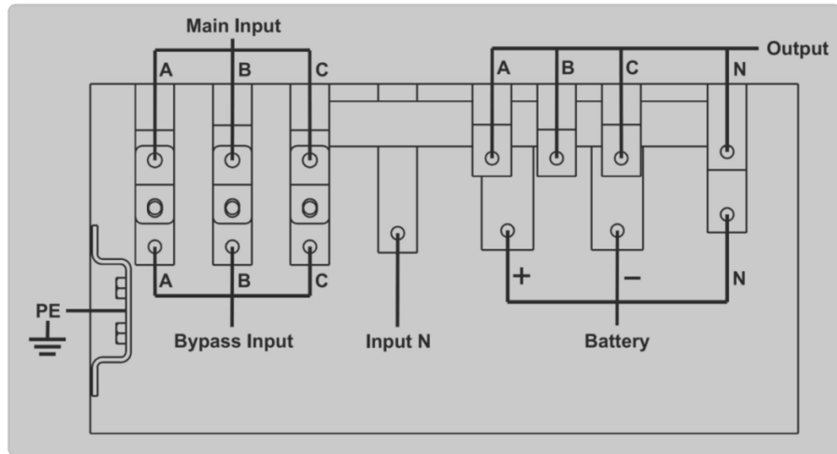 Main Input
Output
A B C A B C N
+ − N
A B C
PE
Bypass Input Input N Battery